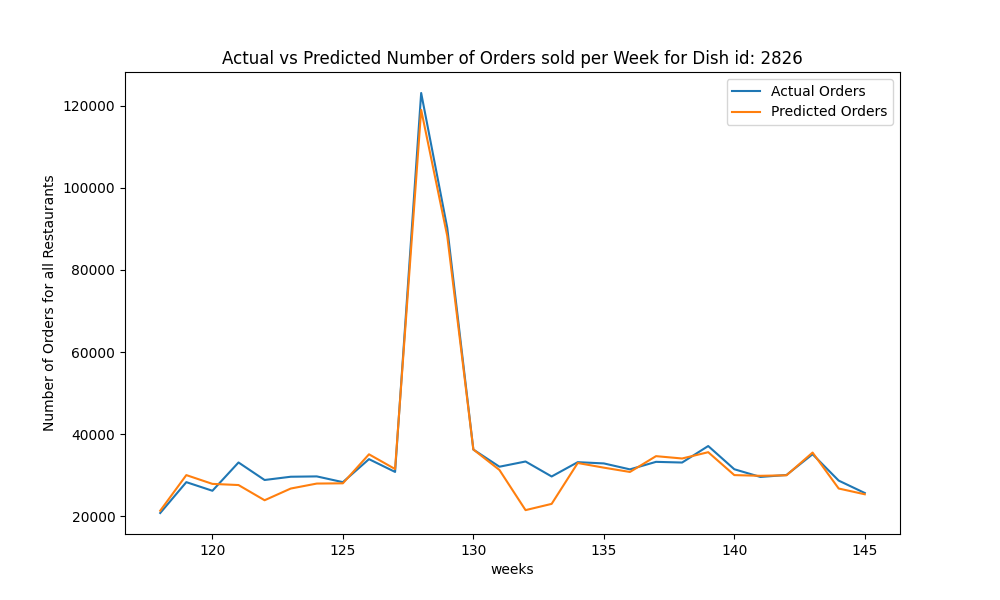 Actual vs Predicted Number of Orders sold per Week for Dish id: 2826
Actual Orders
Predicted Orders
Number of Orders for all Restaurants
120000
100000
80000
60000
40000
20000
120 125 130 135 140 145
weeks